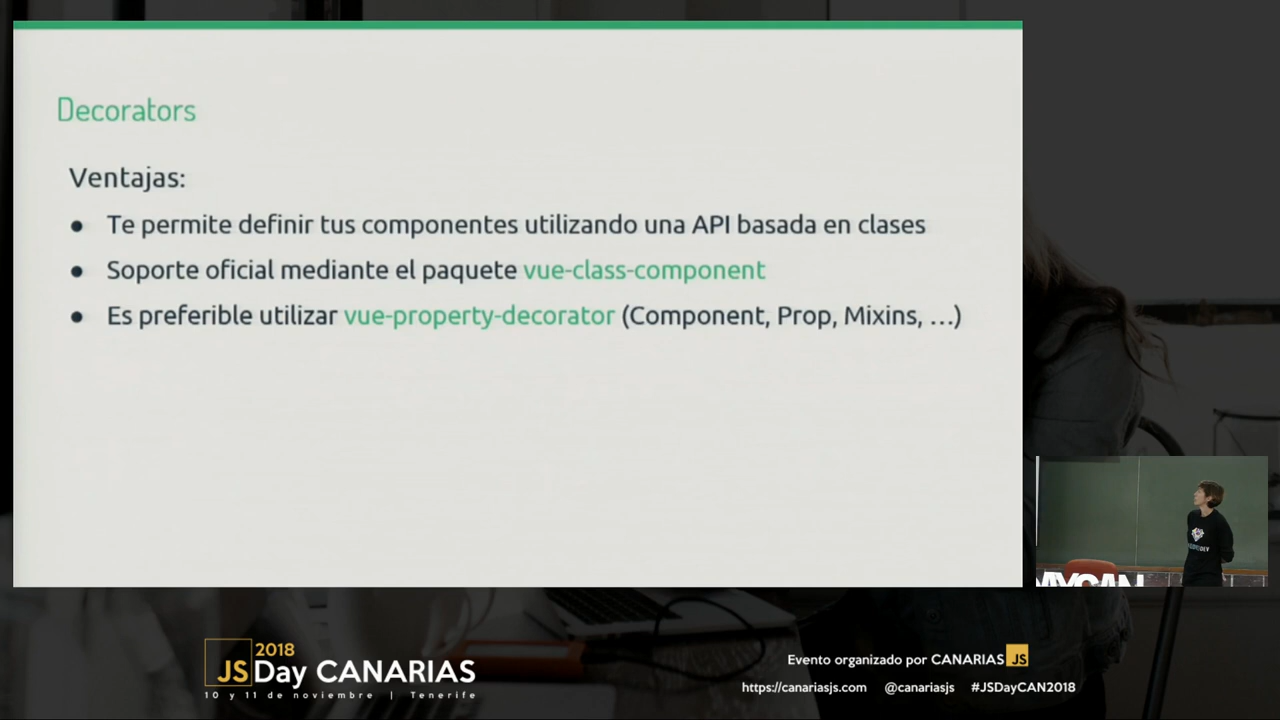 Decorators
Ventajas:
● Te permite definir tus componentes utilizando una API basada en clases
● Soporte oficial mediante el paquete vue-class-component
● Es preferible utilizar vue-property-decorator (Component, Prop, Mixins, …)
2018
JSDay CANARIAS
10 y 11 de noviembre | Tenerife
Evento organizado por CANARIAS JS
https://canariasjs.com @canariasjs #JSDayCAN2018